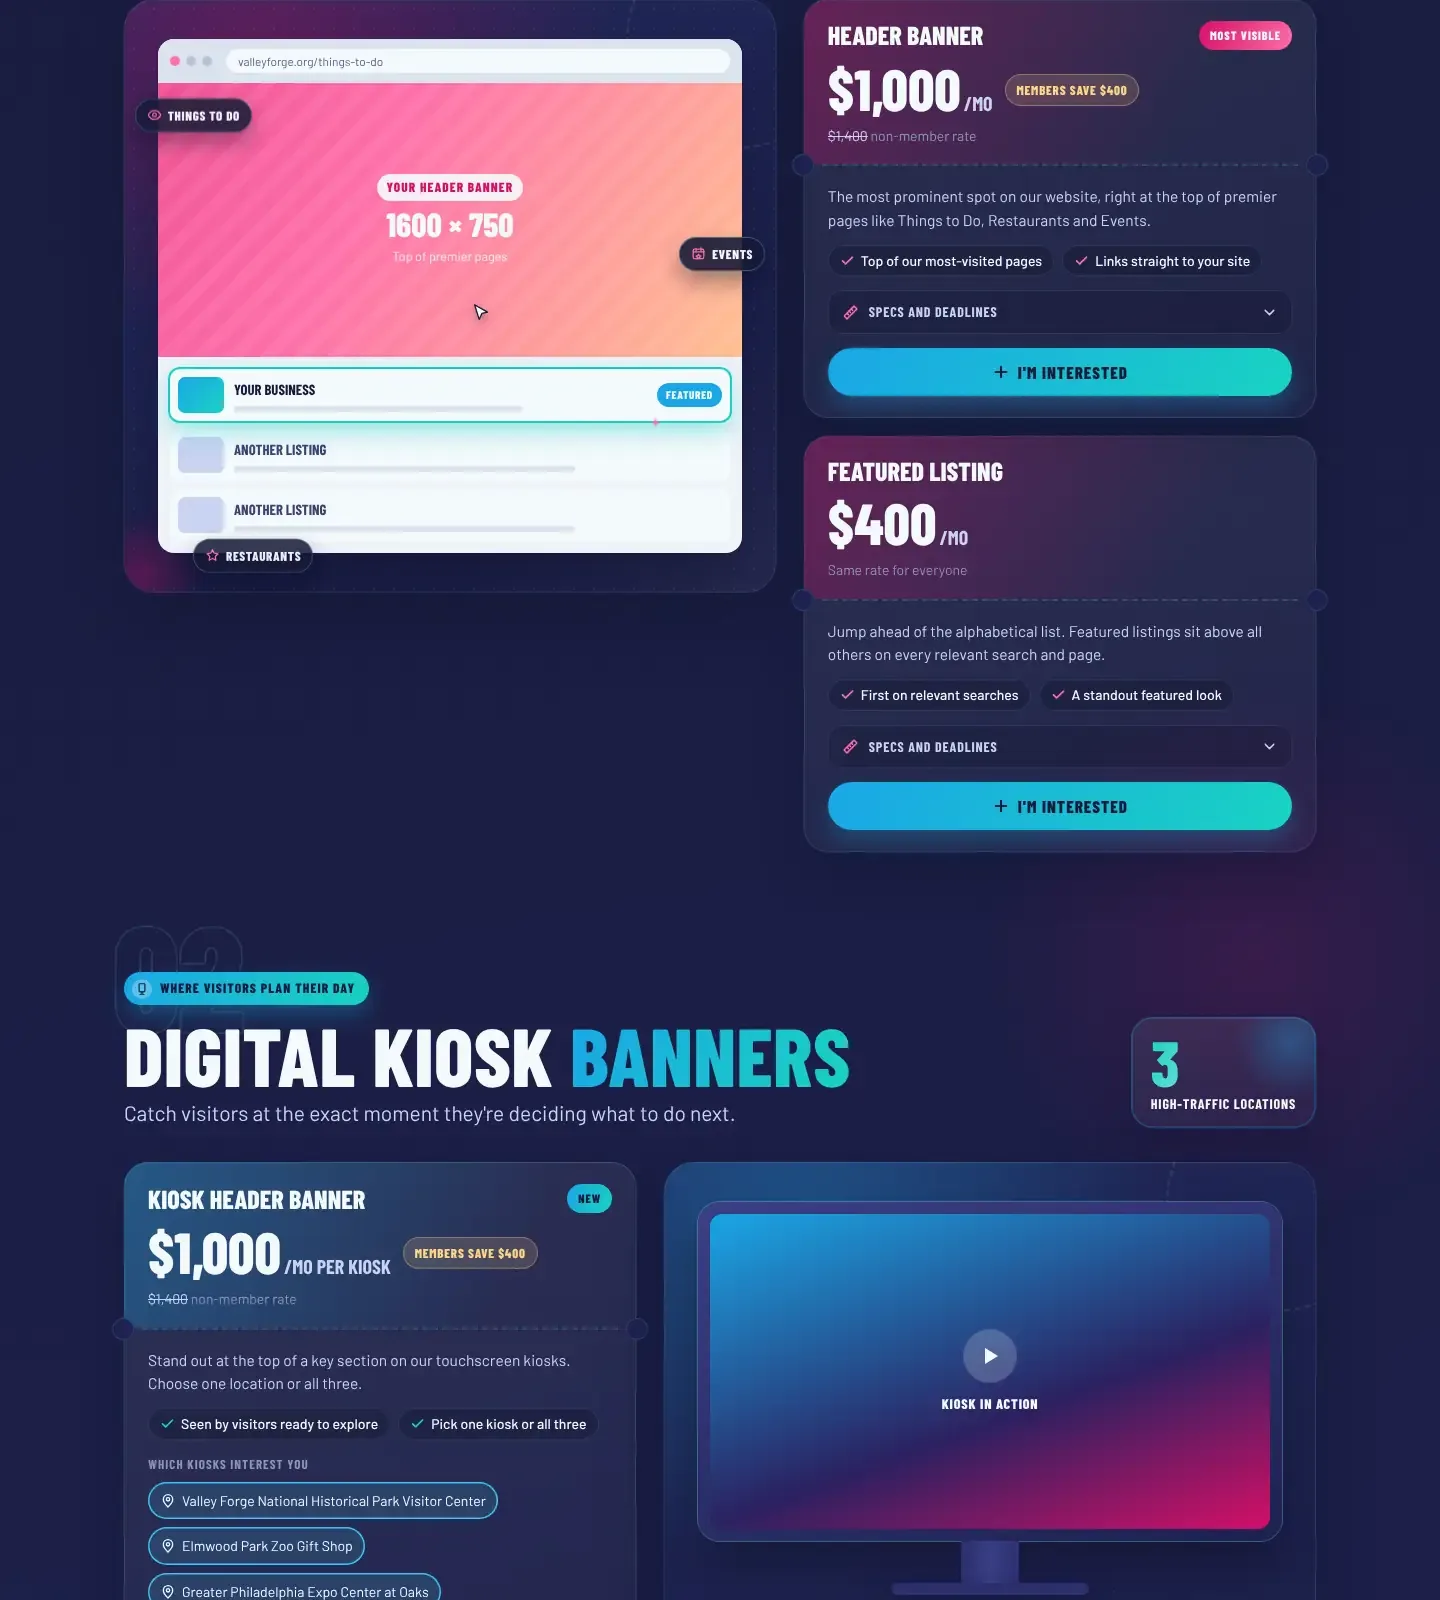 valleyforge.org/things-to-do
THINGS TO DO
YOUR HEADER BANNER
1600 × 750
Top of premier pages
EVENTS
YOUR BUSINESS
FEATURED
ANOTHER LISTING
ANOTHER LISTING
RESTAURANTS
HEADER BANNER
MOST VISIBLE
$1,000 /MO
MEMBERS SAVE $400
$1,400 non-member rate
The most prominent spot on our website, right at the top of premier
pages like Things to Do, Restaurants and Events.
Top of our most-visited pages
Links straight to your site
SPECS AND DEADLINES
I'M INTERESTED
FEATURED LISTING
$400 /MO
Same rate for everyone
Jump ahead of the alphabetical list. Featured listings sit above all
others on every relevant search and page.
First on relevant searches
A standout featured look
SPECS AND DEADLINES
I'M INTERESTED
02
WHERE VISITORS PLAN THEIR DAY
DIGITAL KIOSK BANNERS
Catch visitors at the exact moment they're deciding what to do next.
3
HIGH-TRAFFIC LOCATIONS
KIOSK HEADER BANNER
NEW
$1,000 /MO PER KIOSK
MEMBERS SAVE $400
$1,400 non-member rate
Stand out at the top of a key section on our touchscreen kiosks.
Choose one location or all three.
Seen by visitors ready to explore
Pick one kiosk or all three
WHICH KIOSKS INTEREST YOU
Valley Forge National Historical Park Visitor Center
Elmwood Park Zoo Gift Shop
Greater Philadelphia Expo Center at Oaks
KIOSK IN ACTION